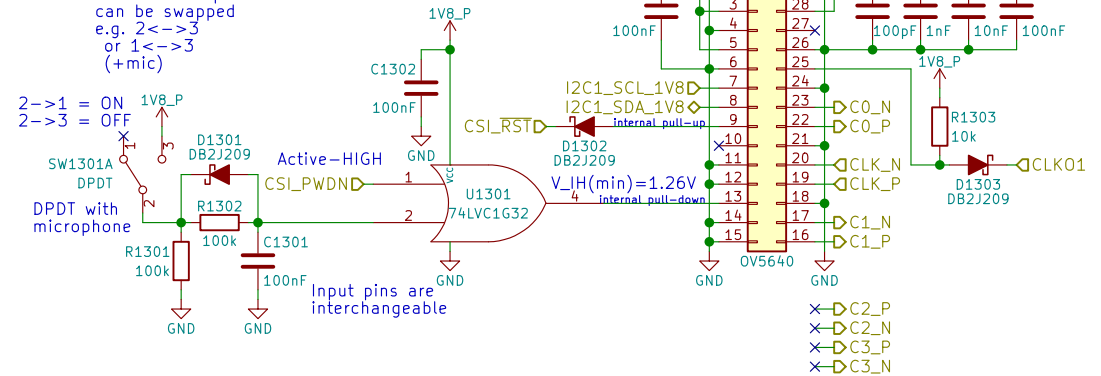 can be swapped
e.g. 2<->3
or 1<->3
(+mic)
2->1 = ON
2->3 = OFF
1V8_P
1
3
2
SW1301A
DPDT
DPDT with
microphone
D1301
DB2J209
R1302
100k
R1301
100k
C1301
100nF
GND
GND
Input pins are
interchangeable
Active-HIGH
CSI_PWDN
1
2
1V8_P
C1302
100nF
GND
VCC
U1301
74LVC1G32
4
GND
V_IH(min)=1.26V
internal pull-down
CSI_RST
D1302
DB2J209
internal pull-up
I2C1_SCL_1V8
I2C1_SDA_1V8
100nF
3
4
5
6
7
8
9
10
11
12
13
14
15
28
27
26
25
24
23
22
21
20
19
18
17
16
OV5640
GND
GND
100pF
1nF
10nF
100nF
1V8_P
R1303
10k
D1303
DB2J209
CLKO1
C0_N
C0_P
CLK_N
CLK_P
C1_N
C1_P
C2_P
C2_N
C3_P
C3_N